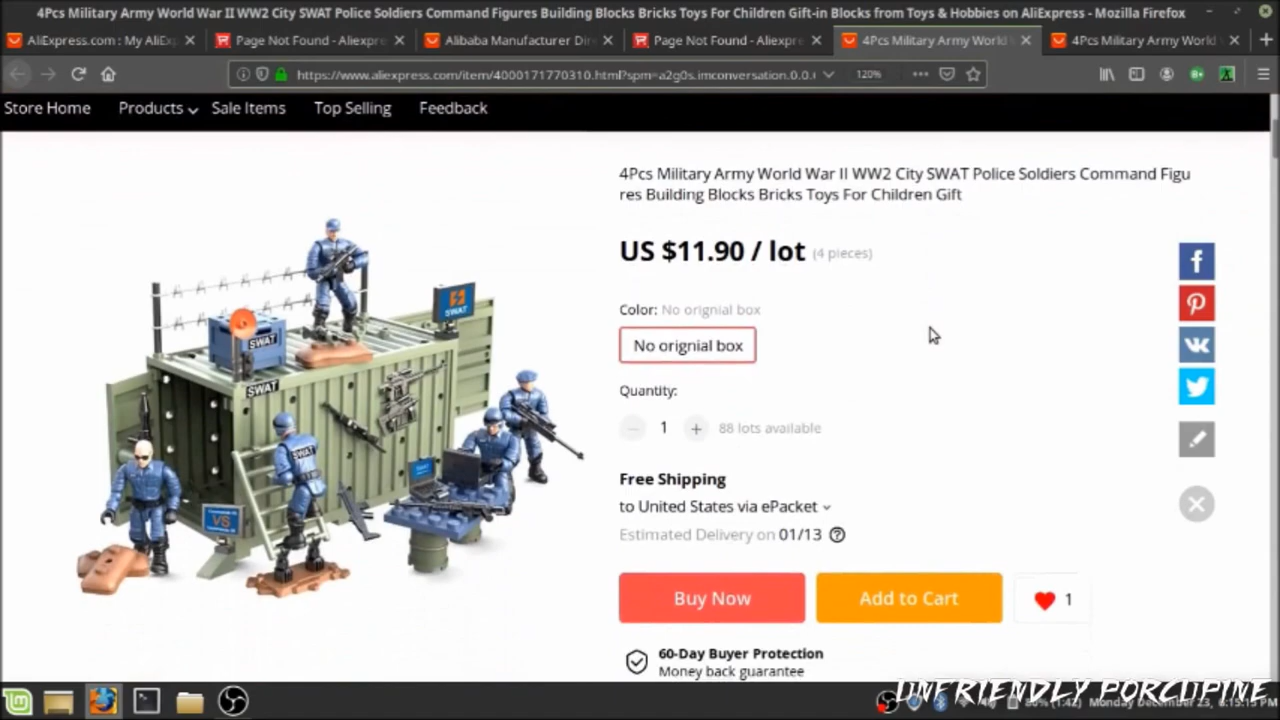 4Pcs Military Army World War II WW2 City SWAT Police Soldiers Command Figures Building Blocks Bricks Toys For Children Gift-in Blocks from Toys & Hobbies on AliExpress - Mozilla Firefox
AliExpress.com : My AliEx
Page Not Found - Aliexpre
Alibaba Manufacturer Dir
Page Not Found - Aliexpre
4Pcs Military Army World
4Pcs Military Army World
https://www.aliexpress.com/item/4000171770310.html?spm=a2g0s.imconversation.0.0.
120%
Store Home
Products
Sale Items
Top Selling
Feedback
4Pcs Military Army World War II WW2 City SWAT Police Soldiers Command Figu
res Building Blocks Bricks Toys For Children Gift
US $11.90 / lot (4 pieces)
Color: No orignial box
No orignial box
Quantity:
1
88 lots available
Free Shipping
to United States via ePacket
Estimated Delivery on 01/13
Buy Now
Add to Cart
1
60-Day Buyer Protection
Money back guarantee
SWAT
SWAT
SWAT
SWAT
SWAT
VS
UNFRIENDLY PORCUPINE
Monday December 23, 6:15:15 PM